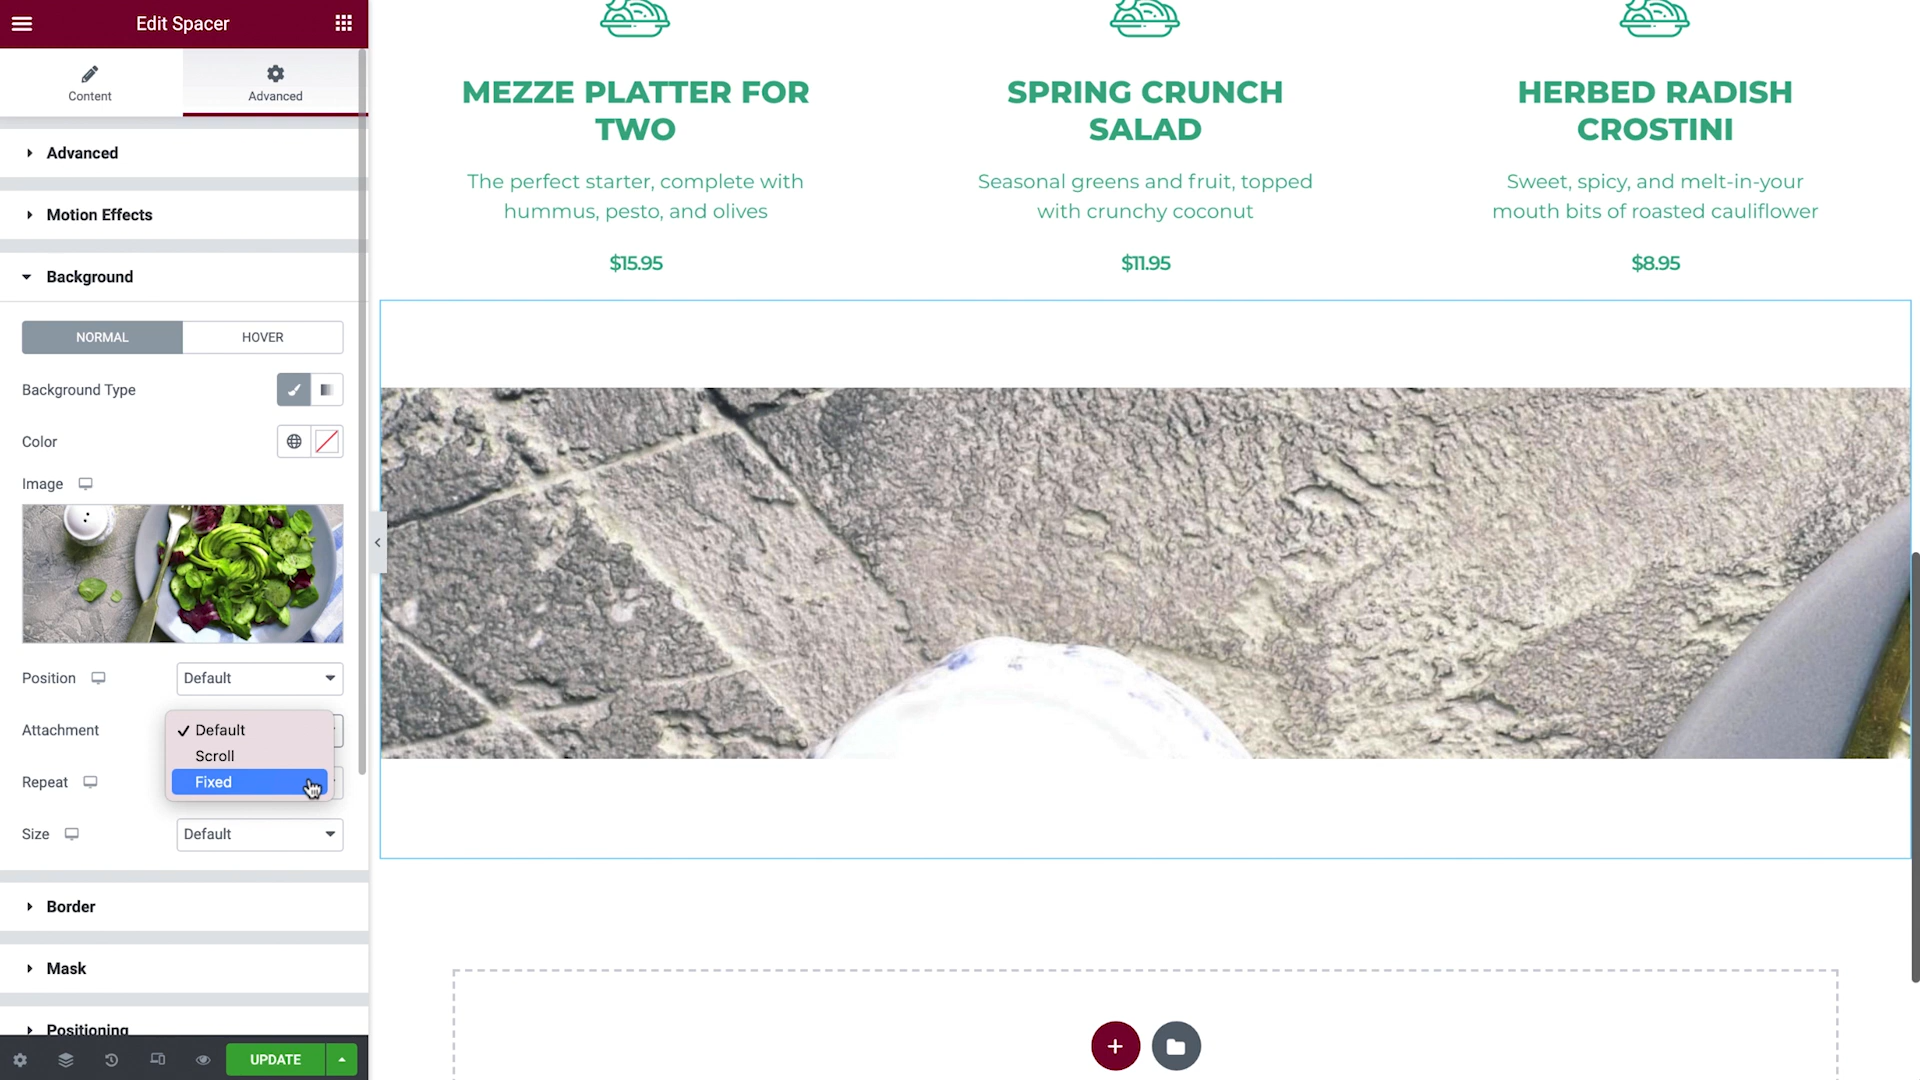 Edit Spacer
Content
Advanced
Advanced
Motion Effects
Background
NORMAL
HOVER
Background Type
Color
Image
Position
Default
Attachment
Default
Scroll
Fixed
Repeat
Size
Default
Border
Mask
Positioning
UPDATE
MEZZE PLATTER FOR
TWO
The perfect starter, complete with
hummus, pesto, and olives
$15.95
SPRING CRUNCH
SALAD
Seasonal greens and fruit, topped
with crunchy coconut
$11.95
HERBED RADISH
CROSTINI
Sweet, spicy, and melt-in-your
mouth bits of roasted cauliflower
$8.95